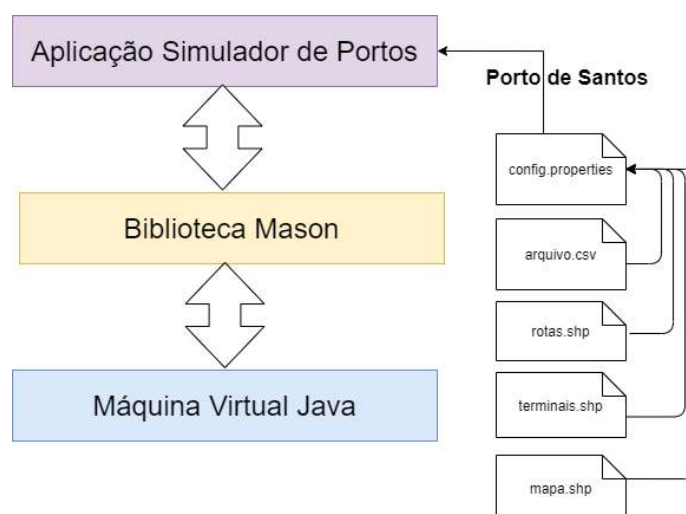 Aplicação Simulador de Portos
Porto de Santos
config.properties
Biblioteca Mason
arquivo.csv
rotas.shp
Máquina Virtual Java
terminais.shp
mapa.shp